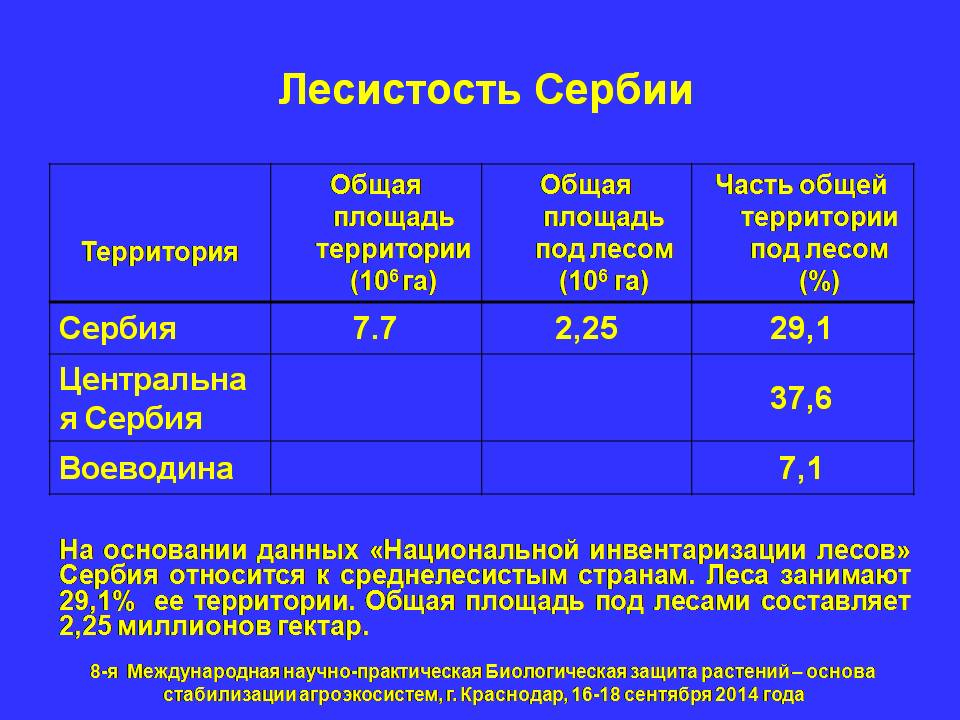 Лесистость Сербии
Территория
Общая
площадь
территории
(10⁶ га)
Общая
площадь
под лесом
(10⁶ га)
Часть общей
территории
под лесом
(%)
Сербия 7.7 2,25 29,1
Центральна
я Сербия
37,6
Воеводина 7,1
На основании данных «Национальной инвентаризации лесов»
Сербия относится к среднелесистым странам. Леса занимают
29,1% ее территории. Общая площадь под лесами составляет
2,25 миллионов гектар.
8-я Международная научно-практическая Биологическая защита растений – основа
стабилизации агроэкосистем, г. Краснодар, 16-18 сентября 2014 года